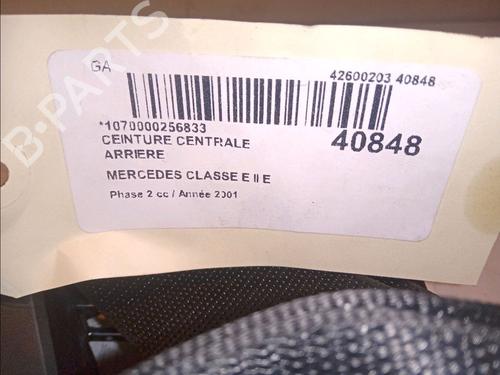 GA
42600203 40848
*1070000256833
CEINTURE CENTRALE
40848
ARRIERE
MERCEDES CLASSE E II E
Phase 2 cc / Année 2001
B-PARTS